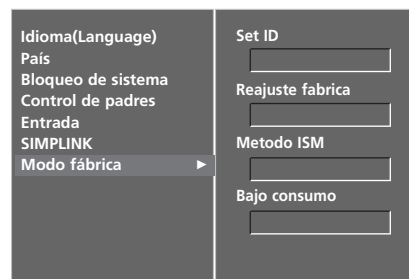 Idioma(Language)
País
Bloqueo de sistema
Control de padres
Entrada
SIMPLINK
Modo fábrica ►
Set ID
Reajuste fabrica
Metodo ISM
Bajo consumo